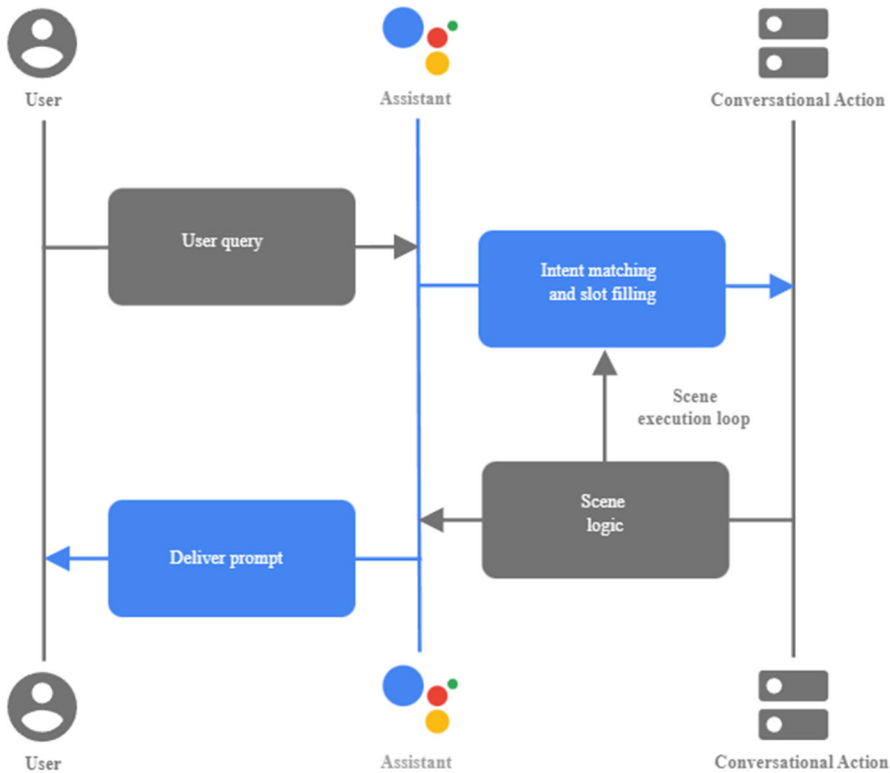 User
Assistant
Conversational Action
User query
Intent matching
and slot filling
Scene
execution loop
Scene
logic
Deliver prompt
User
Assistant
Conversational Action